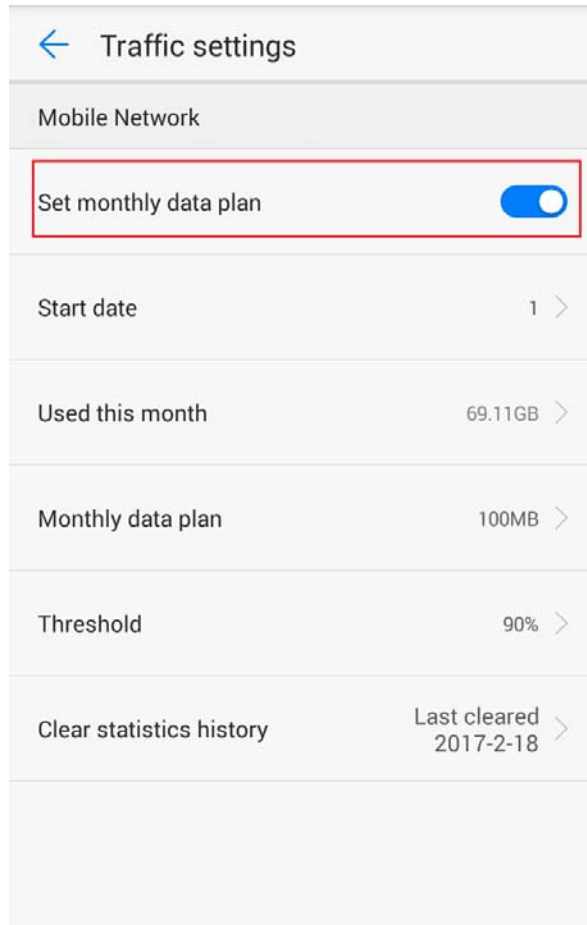 Traffic settings
Mobile Network
Set monthly data plan
Start date 1
Used this month 69.11GB
Monthly data plan 100MB
Threshold 90%
Clear statistics history Last cleared
2017-2-18